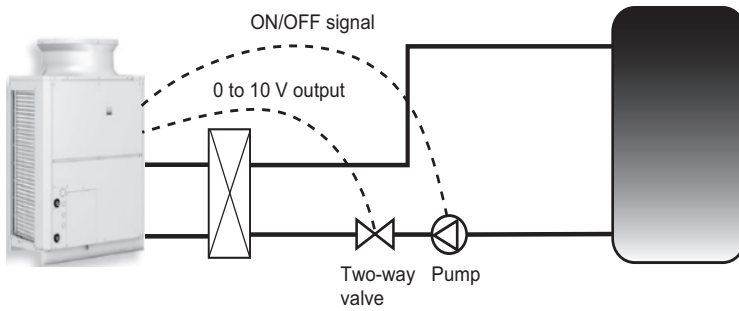 ON/OFF signal
0 to 10 V output
Two-way
valve
Pump